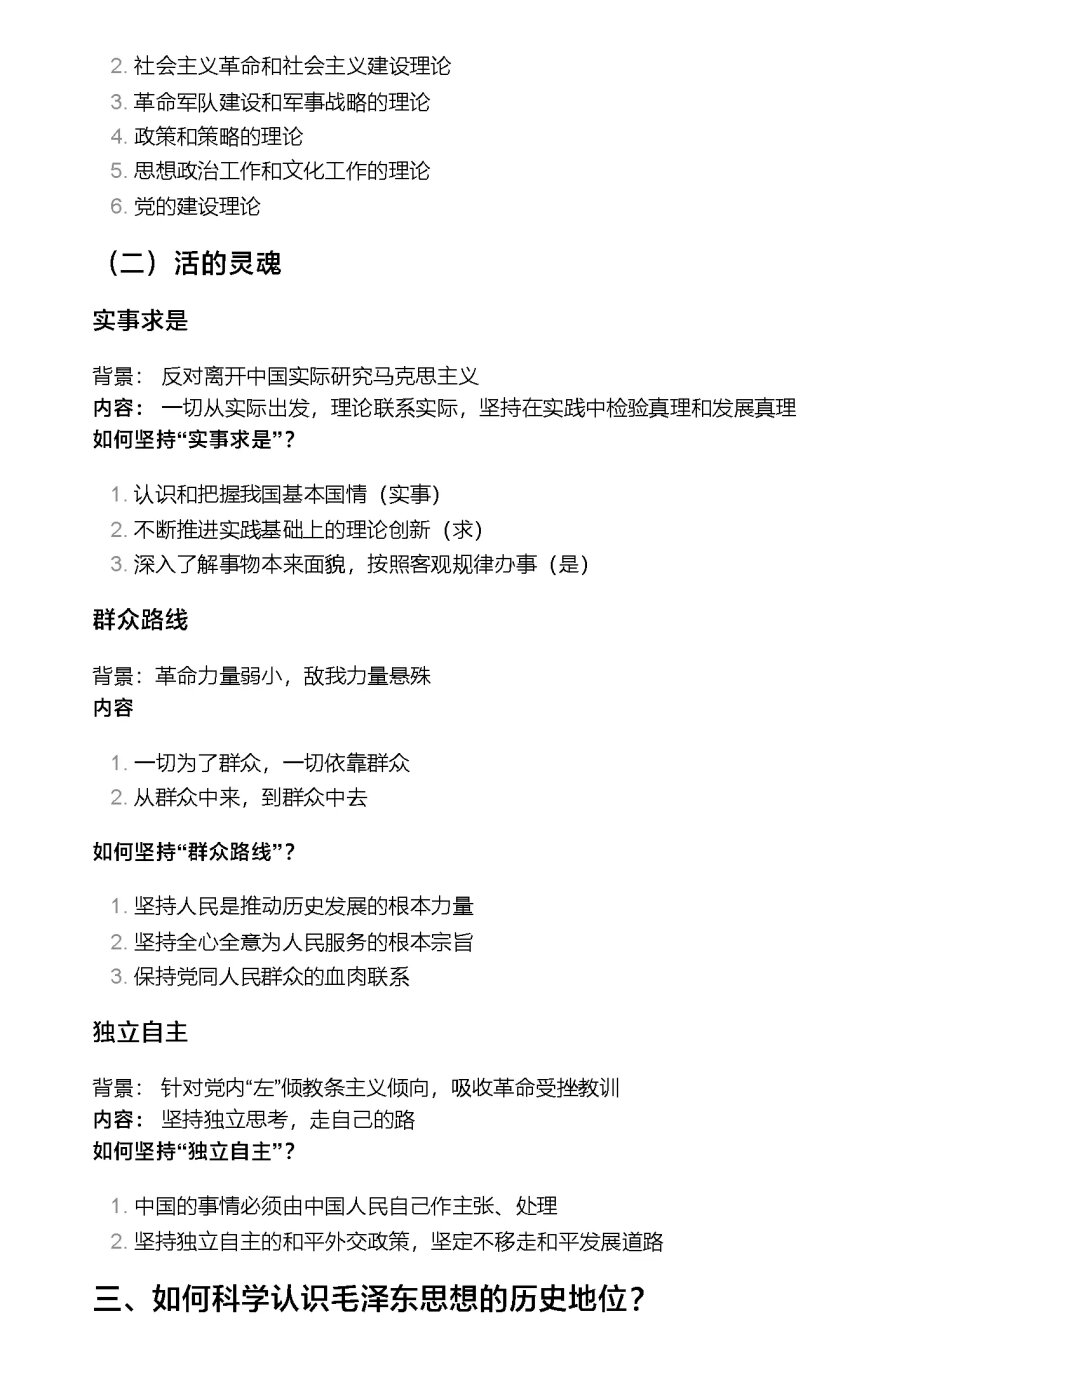 2. 社会主义革命和社会主义建设理论
3. 革命军队建设和军事战略的理论
4. 政策和策略的理论
5. 思想政治工作和文化工作的理论
6. 党的建设理论
（二）活的灵魂
实事求是
背景： 反对离开中国实际研究马克思主义
内容： 一切从实际出发，理论联系实际，坚持在实践中检验真理和发展真理
如何坚持“实事求是”？
1. 认识和把握我国基本国情（实事）
2. 不断推进实践基础上的理论创新（求）
3. 深入了解事物本来面貌，按照客观规律办事（是）
群众路线
背景：革命力量弱小，敌我力量悬殊
内容
1. 一切为了群众，一切依靠群众
2. 从群众中来，到群众中去
如何坚持“群众路线”？
1. 坚持人民是推动历史发展的根本力量
2. 坚持全心全意为人民服务的根本宗旨
3. 保持党同人民群众的血肉联系
独立自主
背景： 针对党内“左”倾教条主义倾向，吸收革命受挫教训
内容： 坚持独立思考，走自己的路
如何坚持“独立自主”？
1. 中国的事情必须由中国人民自己作主张、处理
2. 坚持独立自主的和平外交政策，坚定不移走和平发展道路
三、如何科学认识毛泽东思想的历史地位？